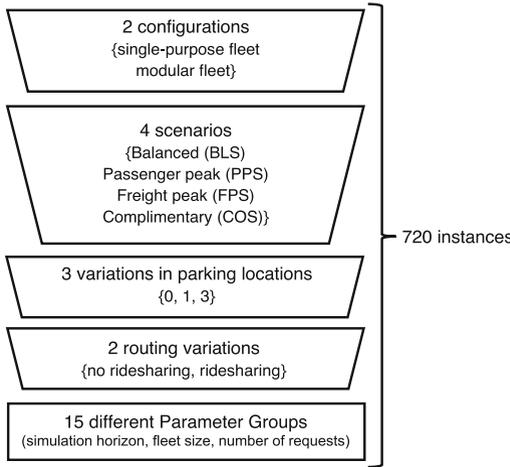 2 configurations
{single-purpose fleet
modular fleet}
4 scenarios
{Balanced (BLS)
Passenger peak (PPS)
Freight peak (FPS)
Complimentary (COS)}
720 instances
3 variations in parking locations
{0, 1, 3}
2 routing variations
{no ridesharing, ridesharing}
15 different Parameter Groups
(simulation horizon, fleet size, number of requests)